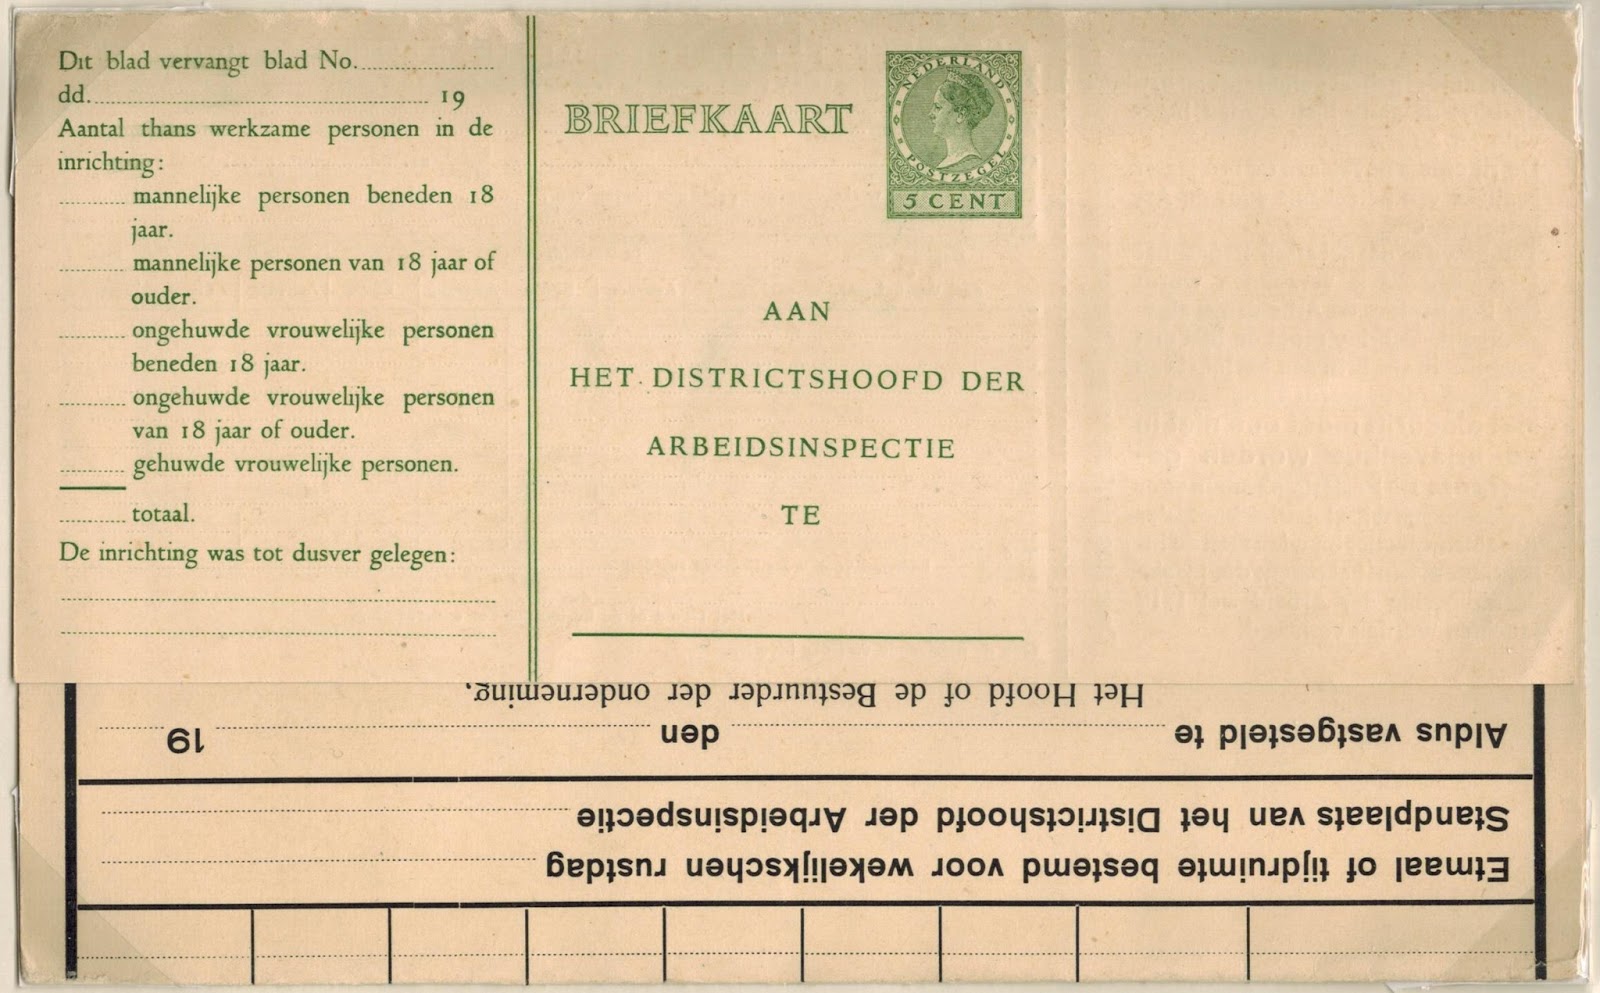 Dit blad vervangt blad No.
dd. 19
Aantal thans werkzame personen in de
inrichting:
mannelijke personen beneden 18
jaar.
mannelijke personen van 18 jaar of
ouder.
ongehuwde vrouwelijke personen
beneden 18 jaar.
ongehuwde vrouwelijke personen
van 18 jaar of ouder.
gehuwde vrouwelijke personen.
totaal.
De inrichting was tot dusver gelegen:
BRIEFKAART
NEDERLAND
POSTZEGEL
5 CENT
AAN
HET DISTRICTSHOOFD DER
ARBEIDSINSPECTIE
TE
Etmaal of tijdruimte bestemd voor wekelijkschen rustdag
Standplaats van het Districtshoofd der Arbeidsinspectie
Aldus vastgesteld te den 19
Het Hoofd of de Bestuurder der onderneming,